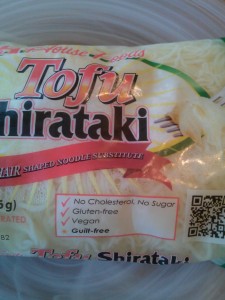 House Foods
Tofu
Shirataki
HAIR SHAPED NOODLE SUBSTITUTE
No Cholesterol, No Sugar
Gluten-free
Vegan
Guilt-free
82
Tofu Shirataki